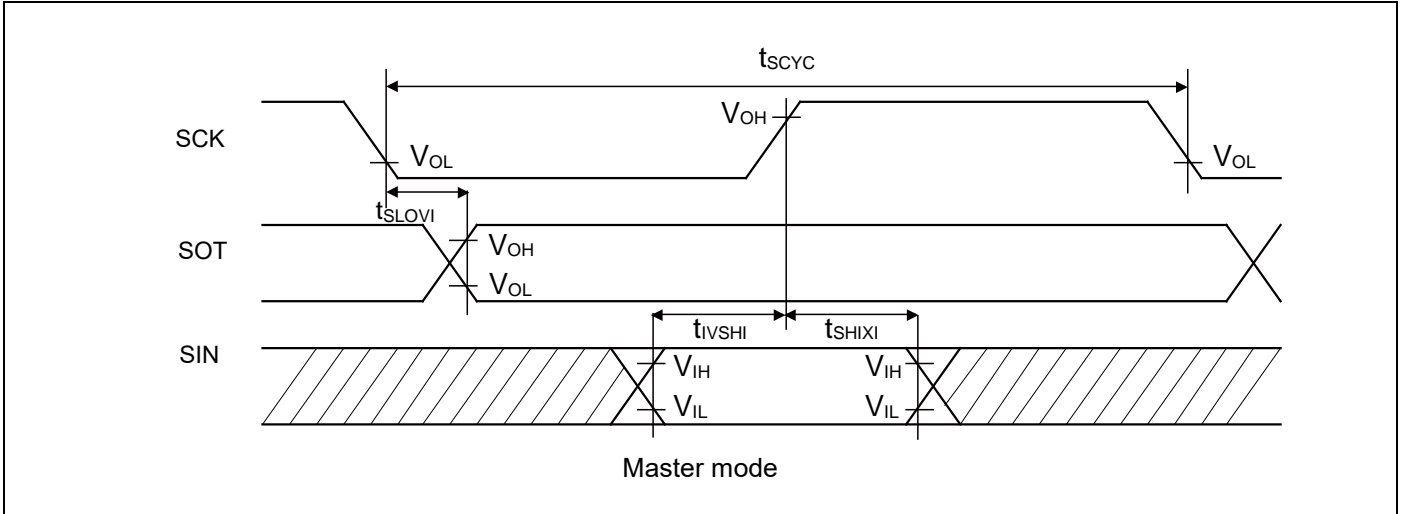 tSCYC
SCK
VOH
VOL
VOL
tSLOVI
SOT
VOH
VOL
tIVSHI
tSHIXI
SIN
VIH
VIH
VIL
VIL
Master mode